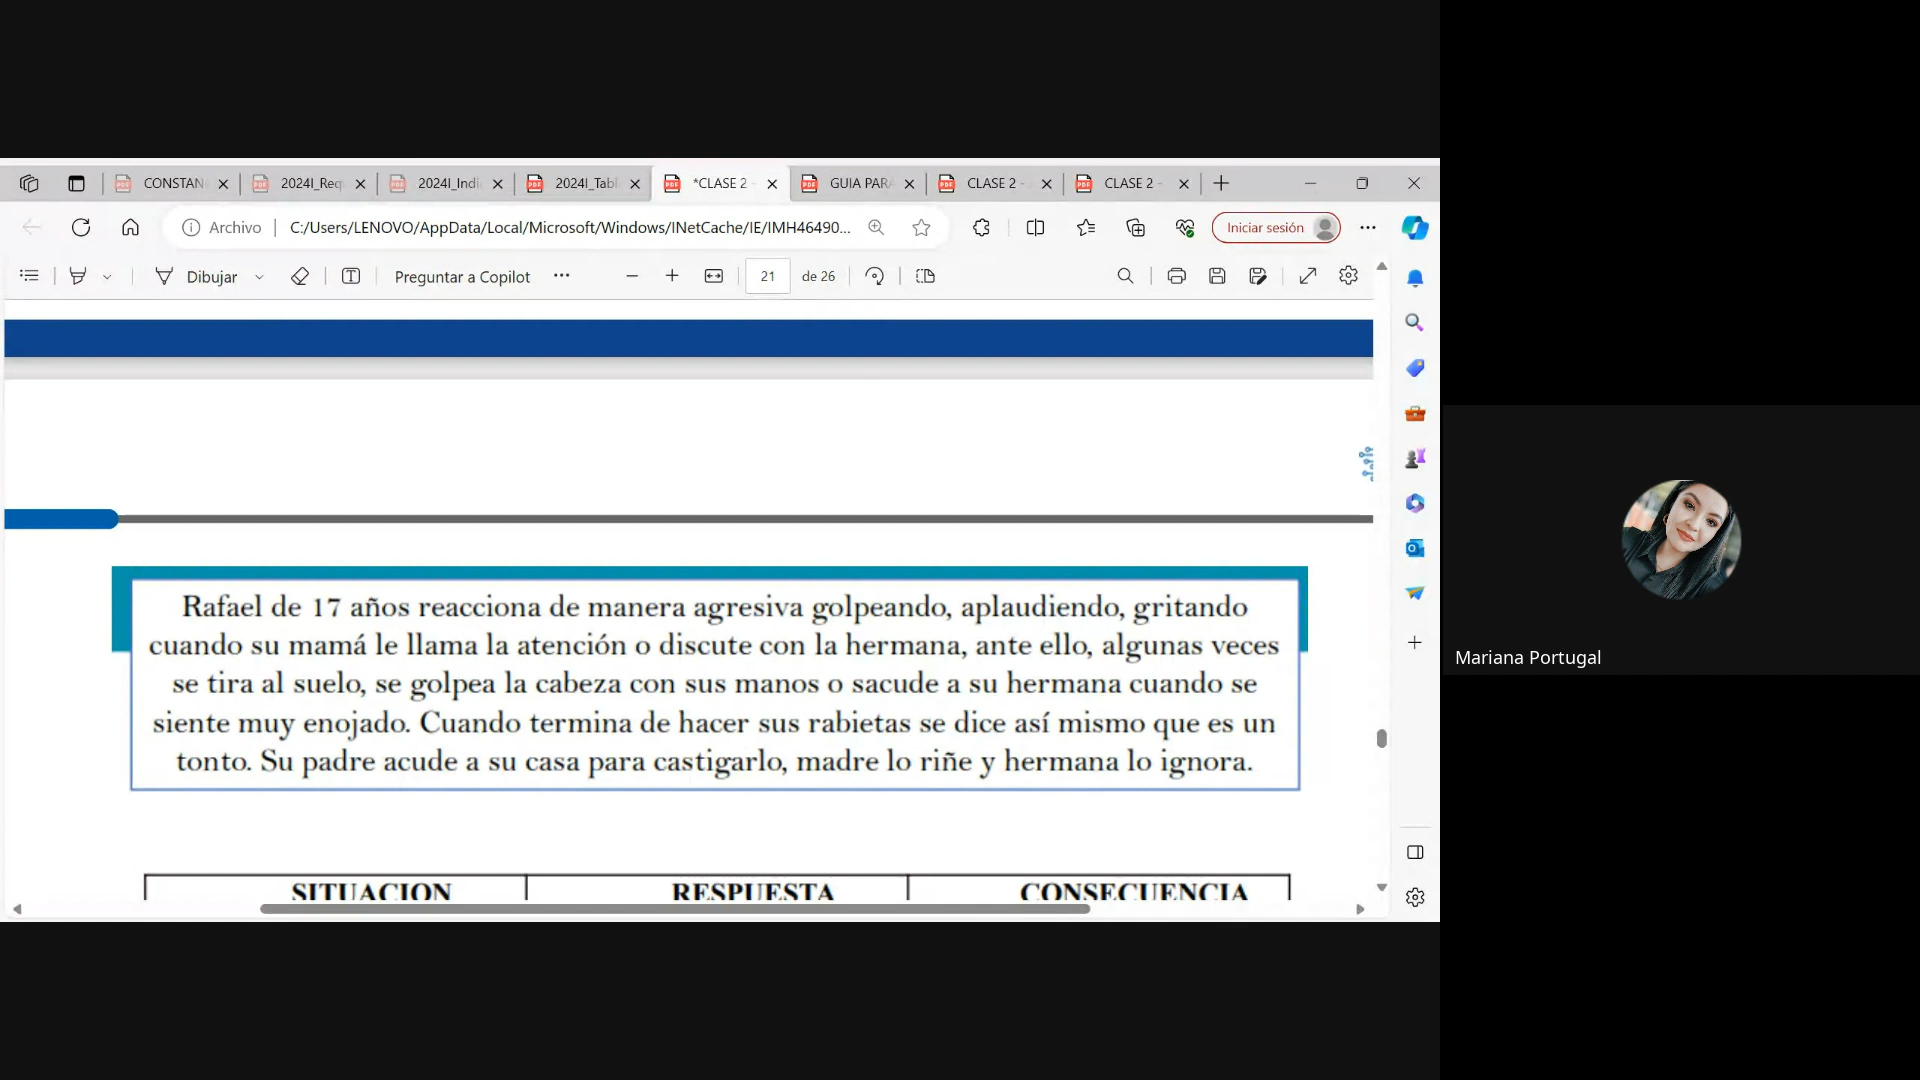 CONSTAN
2024I_Req
2024I_Indi
2024I_Tabl
*CLASE 2 -
GUIA PARA
CLASE 2 -
CLASE 2 -
Archivo
C:/Users/LENOVO/AppData/Local/Microsoft/Windows/INetCache/IE/IMH46490...
Iniciar sesión
Dibujar
Preguntar a Copilot
21
de 26
Rafael de 17 años reacciona de manera agresiva golpeando, aplaudiendo, gritando
cuando su mamá le llama la atención o discute con la hermana, ante ello, algunas veces
se tira al suelo, se golpea la cabeza con sus manos o sacude a su hermana cuando se
siente muy enojado. Cuando termina de hacer sus rabietas se dice así mismo que es un
tonto. Su padre acude a su casa para castigarlo, madre lo riñe y hermana lo ignora.
SITUACION
RESPUESTA
CONSECUENCIA
Mariana Portugal